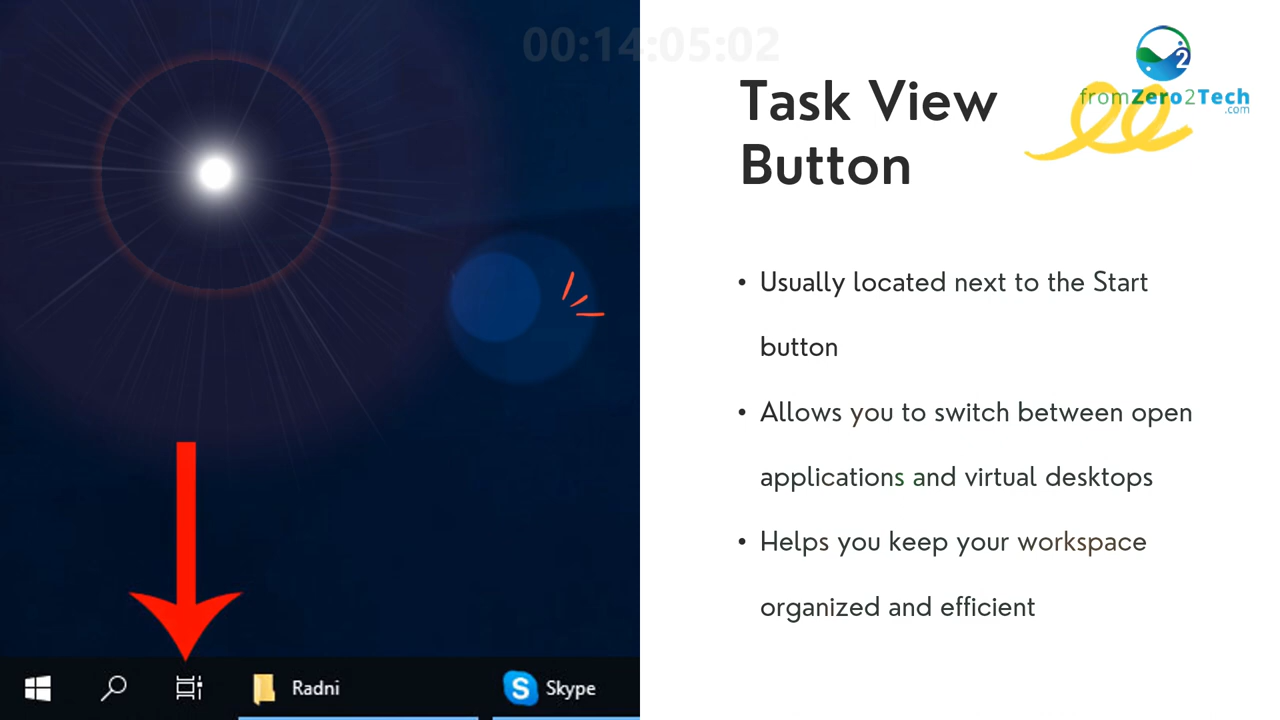 00:14:05:02
2
fromZero2Tech
.com
Task View
Button
• Usually located next to the Start
button
• Allows you to switch between open
applications and virtual desktops
• Helps you keep your workspace
organized and efficient
Radni
S Skype